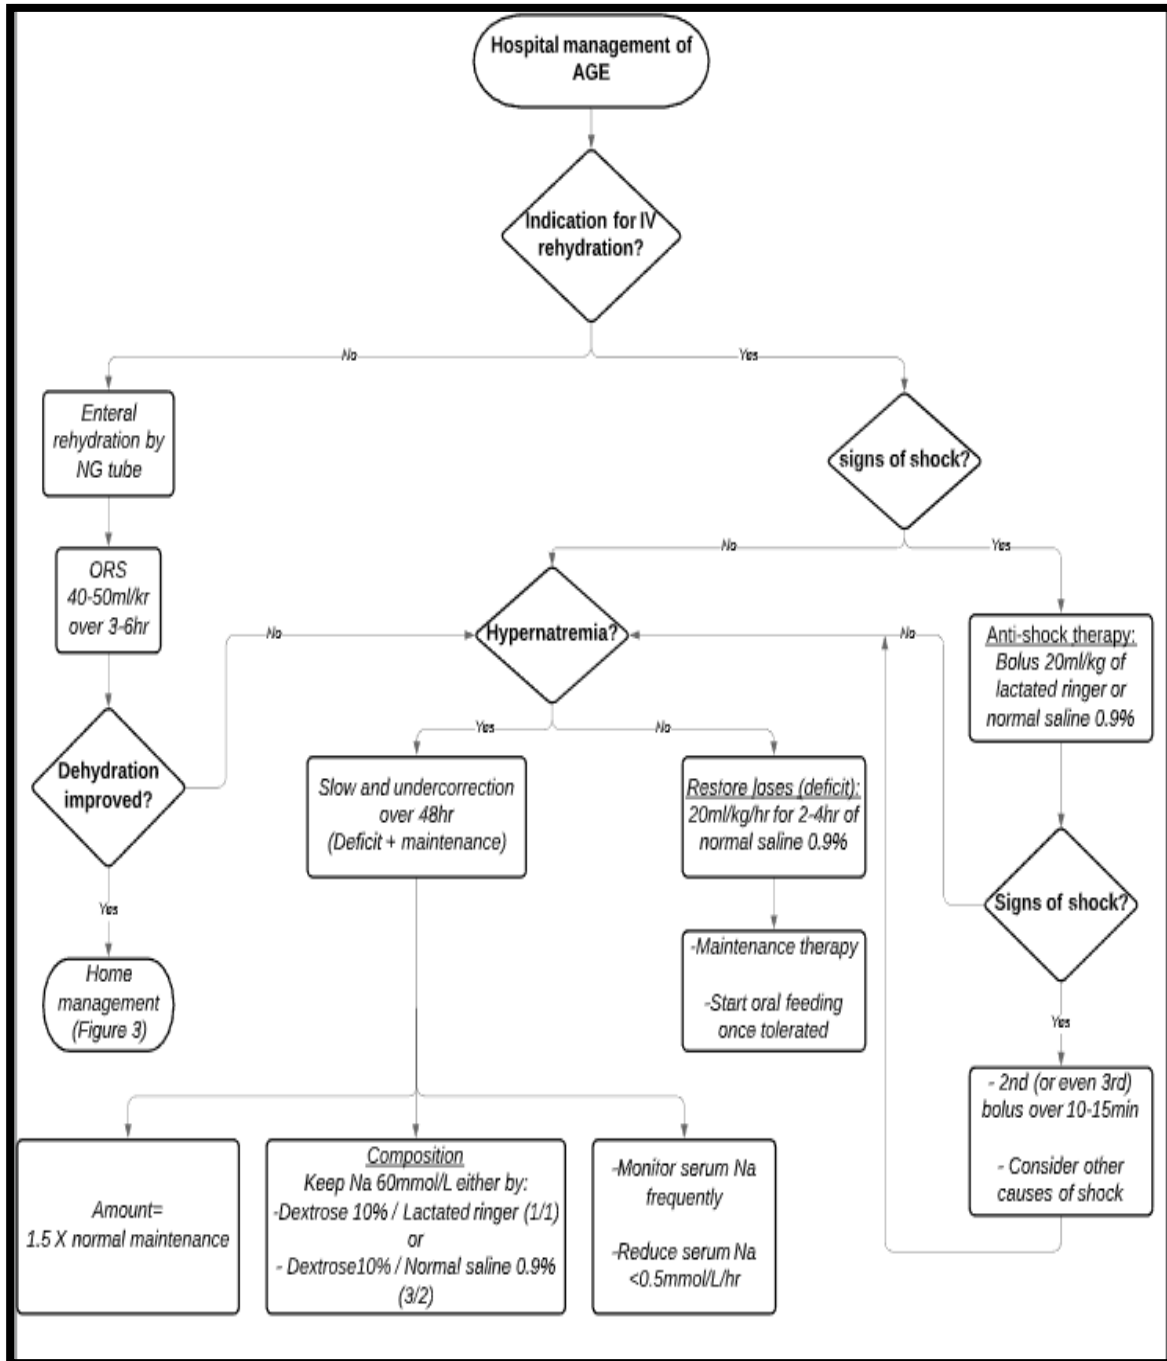 Hospital management of
AGE
Indication for IV
rehydration?
No
Yes
Enteral
rehydration by
NG tube
signs of shock?
ORS
40-50ml/kr
over 3-6hr
No
Yes
Hypernatremia?
No
No
Anti-shock therapy:
Bolus 20ml/kg of
lactated ringer or
normal saline 0.9%
Dehydration
improved?
Yes
No
Slow and undercorrection
over 48hr
(Deficit + maintenance)
Restore loses (deficit):
20ml/kg/hr for 2-4hr of
normal saline 0.9%
Signs of shock?
Yes
Home
management
(Figure 3)
-Maintenance therapy
-Start oral feeding
once tolerated
Yes
- 2nd (or even 3rd)
bolus over 10-15min
- Consider other
causes of shock
Amount=
1.5 X normal maintenance
Composition
Keep Na 60mmol/L either by:
-Dextrose 10% / Lactated ringer (1/1)
or
- Dextrose10% / Normal saline 0.9%
(3/2)
-Monitor serum Na
frequently
-Reduce serum Na
<0.5mmol/L/hr